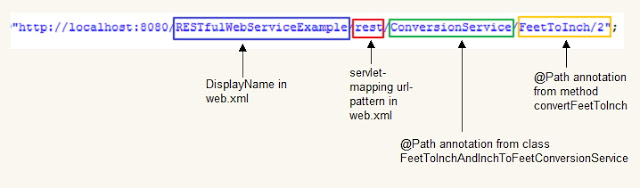 "http://localhost:8080/RESTfulWebServiceExample/rest/ConversionService/FeetToInch/2";
DisplayName in
web.xml
servlet-
mapping url-
pattern in
web.xml
@Path annotation
from method
convertFeetToInch
@Path annotation from class
FeetToInchAndInchToFeetConversionService